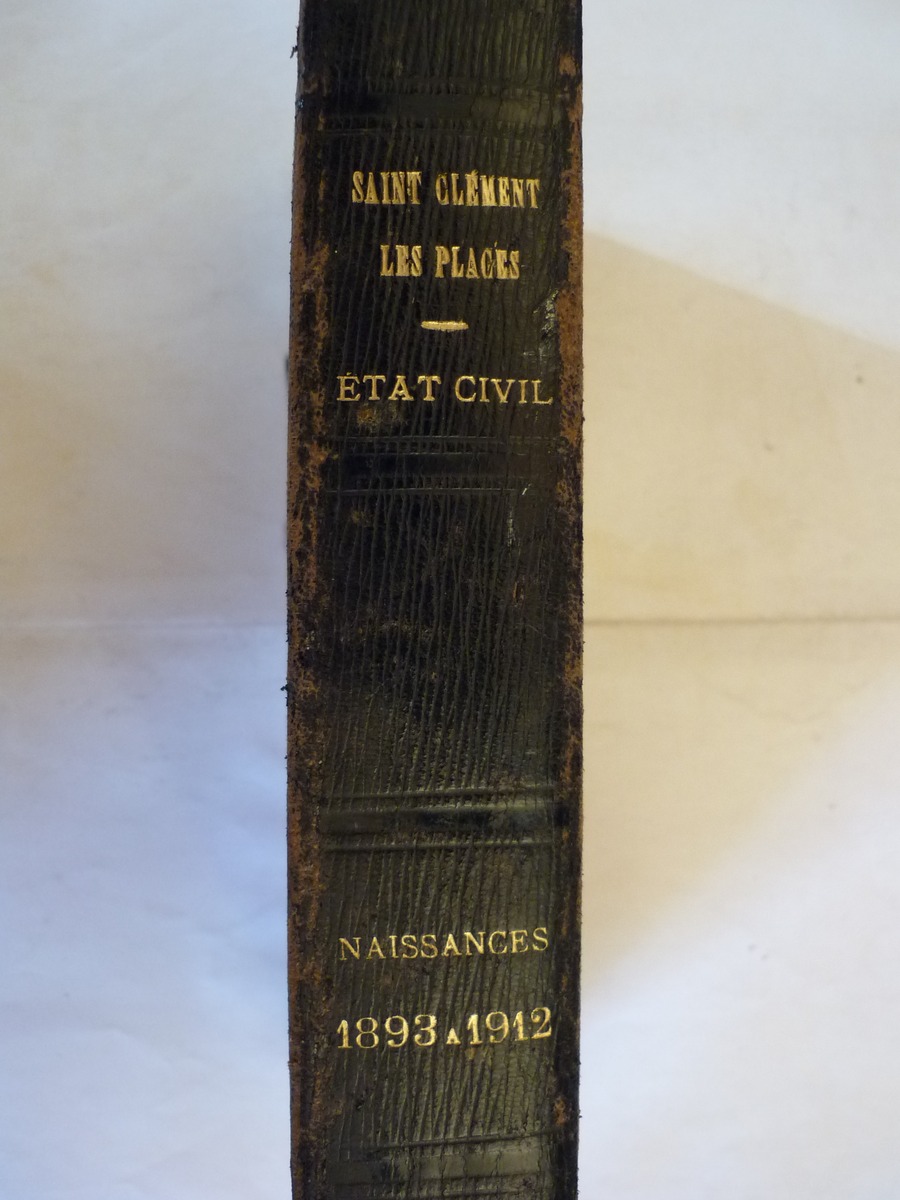 SAINT CLÉMENT
LES PLACES
ÉTAT CIVIL
NAISSANCES
1893 A 1912